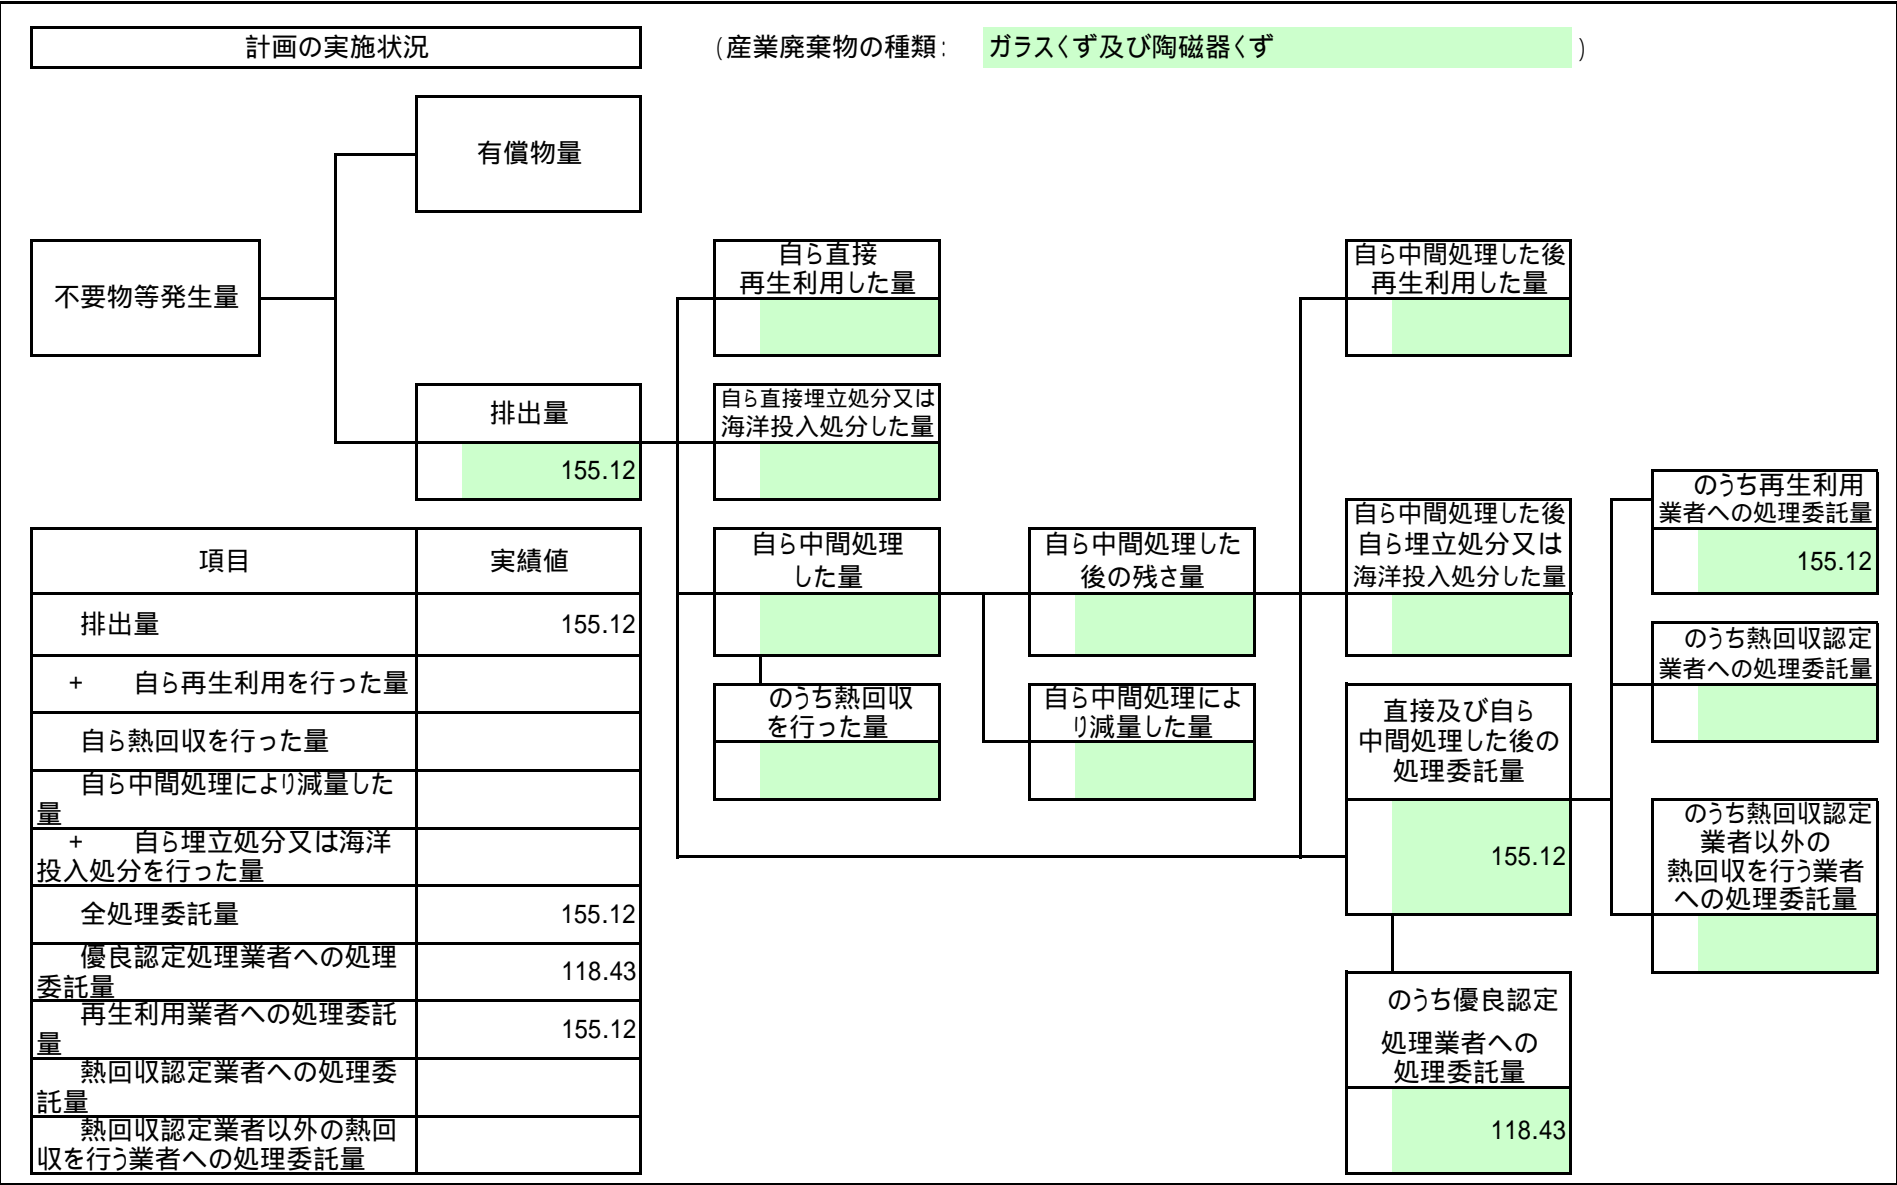 計画の実施状況
(産業廃棄物の種類: ガラスくず及び陶磁器くず )
有償物量
不要物等発生量
自ら直接
再生利用した量
自ら中間処理した後
再生利用した量
排出量
155.12
自ら直接埋立処分又は
海洋投入処分した量
のうち再生利用
業者への処理委託量
155.12
自ら中間処理
した量
自ら中間処理した
後の残さ量
自ら中間処理した後
自ら埋立処分又は
海洋投入処分した量
のうち熱回収認定
業者への処理委託量
のうち熱回収
を行った量
自ら中間処理によ
り減量した量
直接及び自ら
中間処理した後の
処理委託量
155.12
のうち熱回収認定
業者以外の
熱回収を行う業者
への処理委託量
のうち優良認定
処理業者への
処理委託量
118.43
項目 実績値
排出量 155.12
+ 自ら再生利用を行った量
自ら熱回収を行った量
自ら中間処理により減量した
量
+ 自ら埋立処分又は海洋
投入処分を行った量
全処理委託量 155.12
優良認定処理業者への処理
委託量 118.43
再生利用業者への処理委託
量 155.12
熱回収認定業者への処理委
託量
熱回収認定業者以外の熱回
収を行う業者への処理委託量